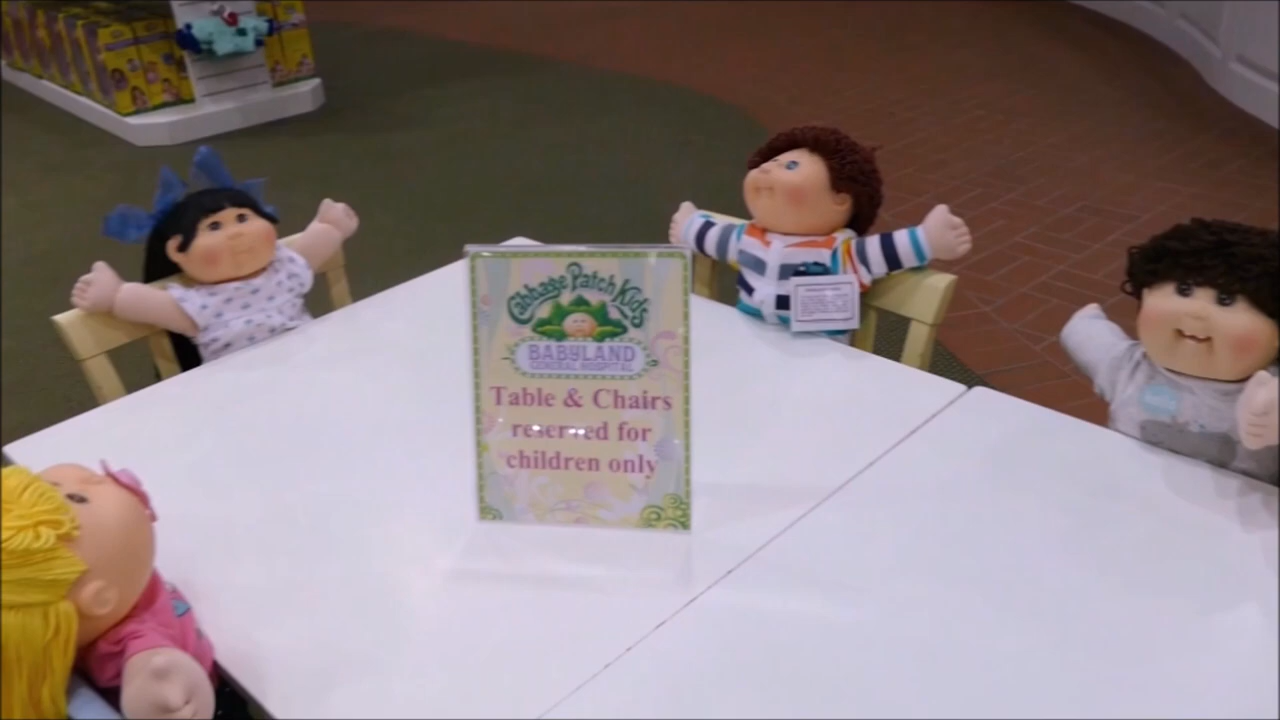 Cabbage Patch Kids
BABYLAND
GENERAL HOSPITAL
Table & Chairs
reserved for
children only